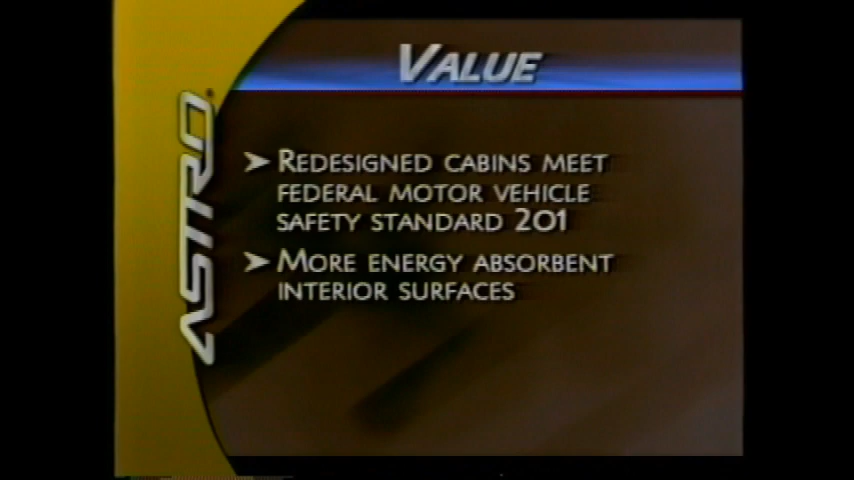 VALUE
ASTRO
➤ REDESIGNED CABINS MEET
FEDERAL MOTOR VEHICLE
SAFETY STANDARD 201
➤ MORE ENERGY ABSORBENT
INTERIOR SURFACES